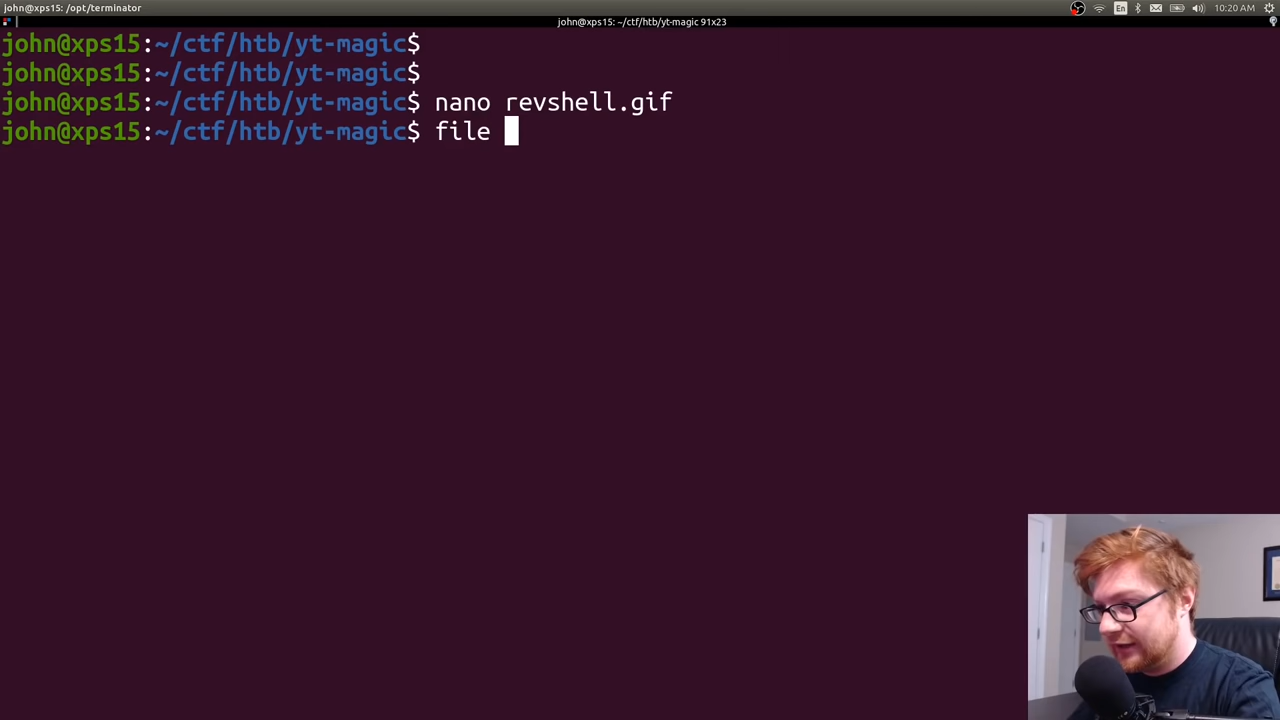 john@xps15: /opt/terminator
En
10:20 AM
john@xps15: ~/ctf/htb/yt-magic 91x23
john@xps15:~/ctf/htb/yt-magic$
john@xps15:~/ctf/htb/yt-magic$
john@xps15:~/ctf/htb/yt-magic$ nano revshell.gif
john@xps15:~/ctf/htb/yt-magic$ file